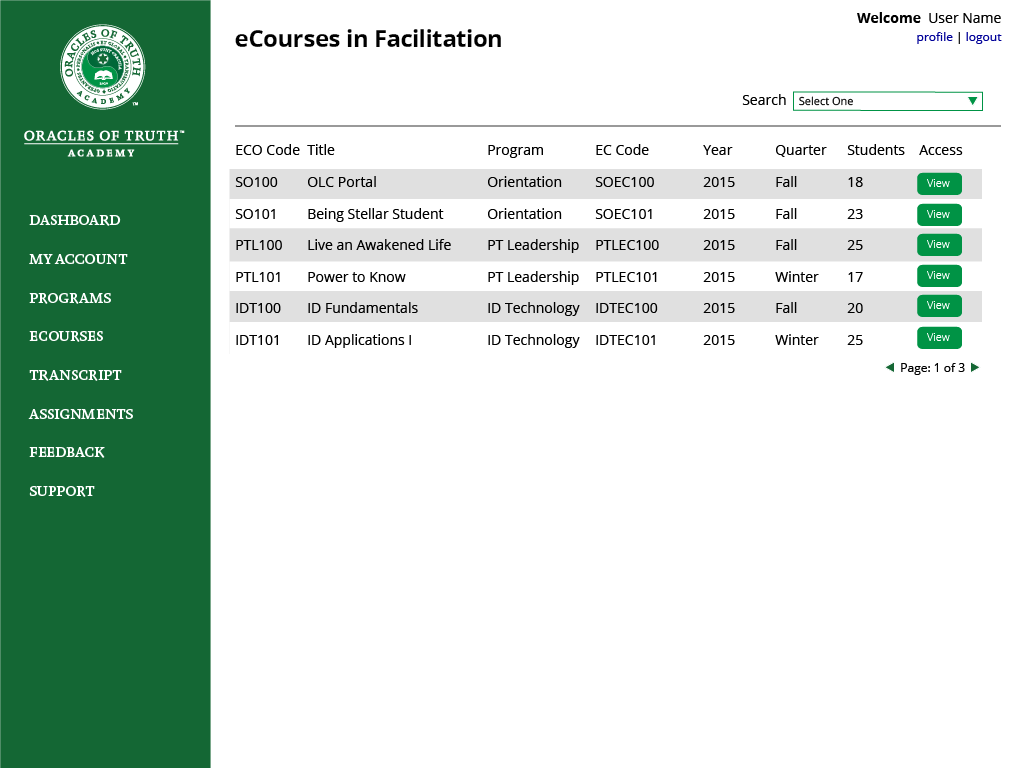 ORACLES OF TRUTH
ACADEMY
™
ORACLES OF TRUTH™
ACADEMY
DASHBOARD
MY ACCOUNT
PROGRAMS
ECOURSES
TRANSCRIPT
ASSIGNMENTS
FEEDBACK
SUPPORT
eCourses in Facilitation
Welcome User Name
profile | logout
Search Select One
ECO Code Title Program EC Code Year Quarter Students Access
SO100 OLC Portal Orientation SOEC100 2015 Fall 18 View
SO101 Being Stellar Student Orientation SOEC101 2015 Fall 23 View
PTL100 Live an Awakened Life PT Leadership PTLEC100 2015 Fall 25 View
PTL101 Power to Know PT Leadership PTLEC101 2015 Winter 17 View
IDT100 ID Fundamentals ID Technology IDTEC100 2015 Fall 20 View
IDT101 ID Applications I ID Technology IDTEC101 2015 Winter 25 View
Page: 1 of 3